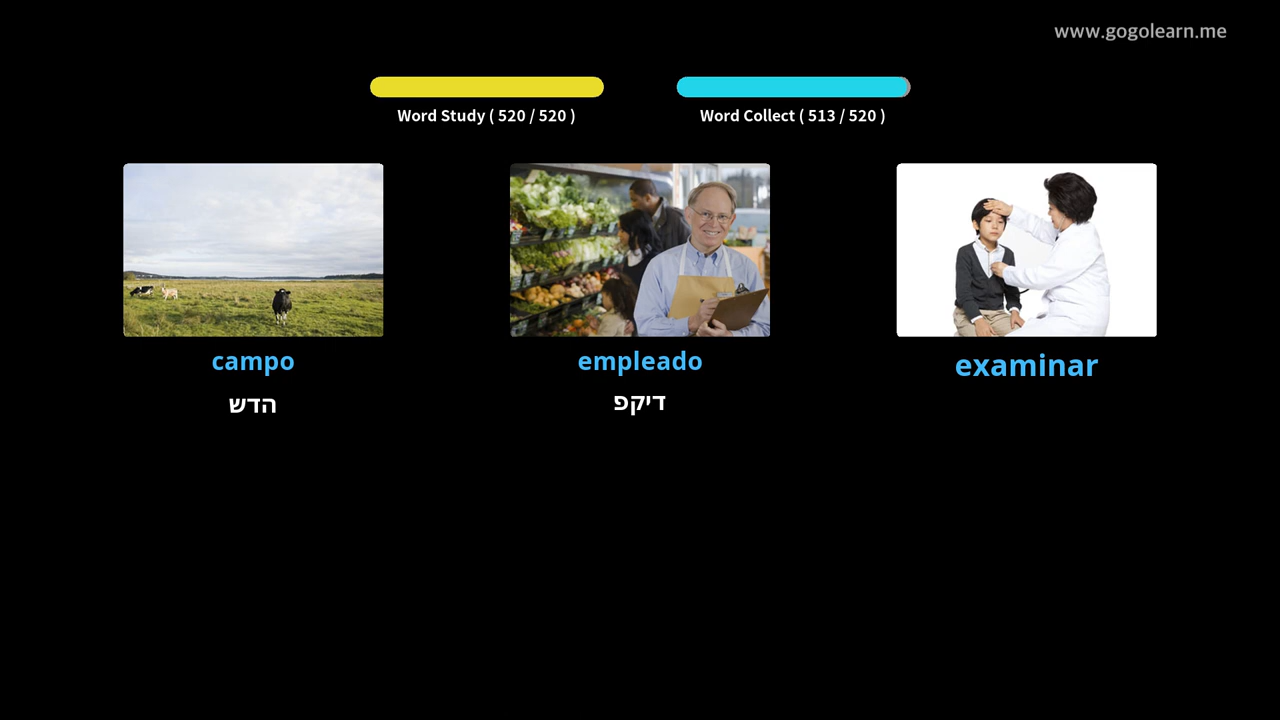 www.gogolearn.me
Word Study ( 520 / 520 )
Word Collect ( 513 / 520 )
campo
empleado
examinar
הדש
דיקפ